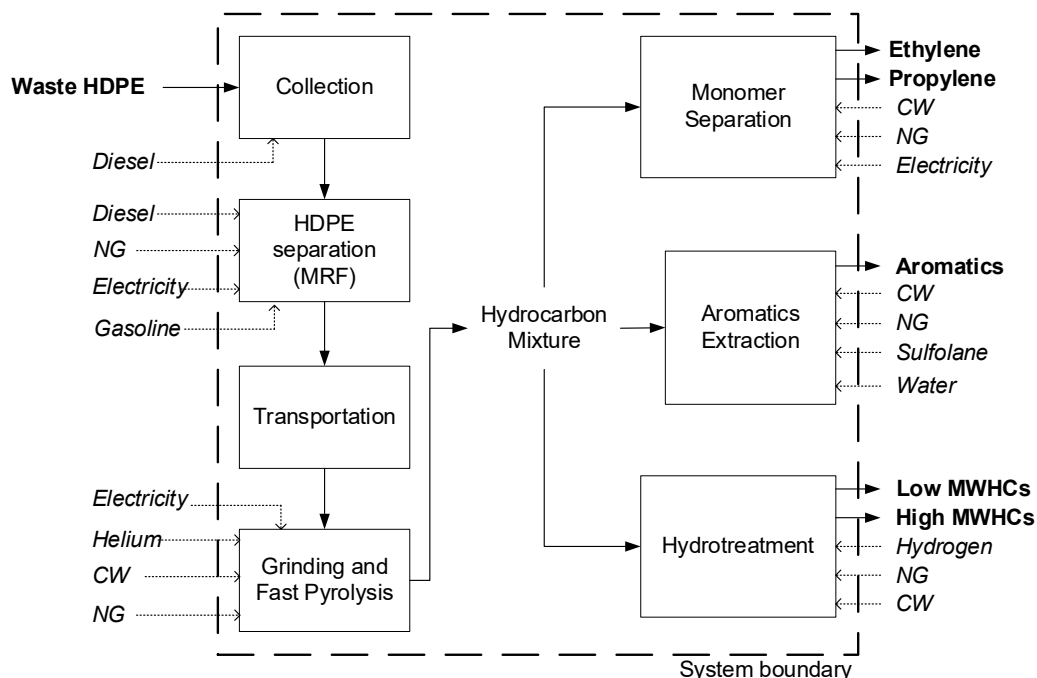 Waste HDPE
Collection
Diesel
Diesel
NG
Electricity
Gasoline
HDPE
separation
(MRF)
Transportation
Electricity
Helium
CW
NG
Grinding and
Fast Pyrolysis
Hydrocarbon
Mixture
Monomer
Separation
Ethylene
Propylene
CW
NG
Electricity
Aromatics
Extraction
Aromatics
CW
NG
Sulfolane
Water
Hydrotreatment
Low MWHCs
High MWHCs
Hydrogen
NG
CW
System boundary